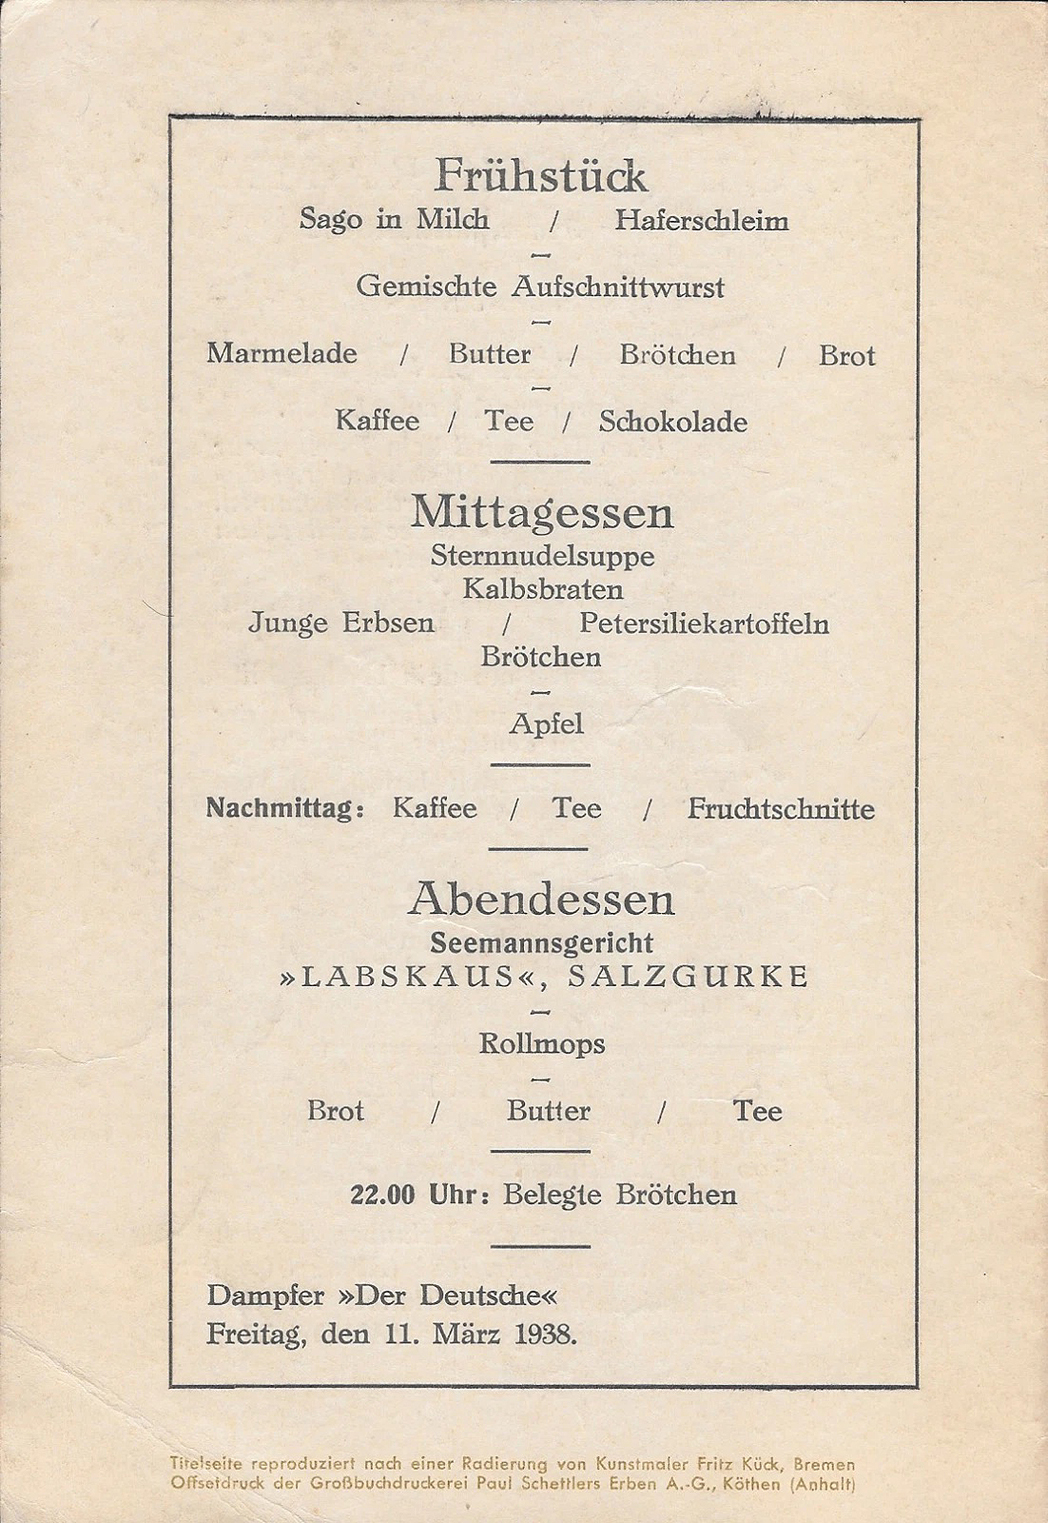 Frühstück
Sago in Milch / Haferschleim
–
Gemischte Aufschnittwurst
–
Marmelade / Butter / Brötchen / Brot
–
Kaffee / Tee / Schokolade
Mittagessen
Sternnudelsuppe
Kalbsbraten
Junge Erbsen / Petersiliekartoffeln
Brötchen
–
Apfel
Nachmittag: Kaffee / Tee / Fruchtschnitte
Abendessen
Seemannsgericht
»LABSKAUS«, SALZGURKE
–
Rollmops
–
Brot / Butter / Tee
22.00 Uhr: Belegte Brötchen
Dampfer »Der Deutsche«
Freitag, den 11. März 1938.
Titelseite reproduziert nach einer Radierung von Kunstmaler Fritz Kück, Bremen
Offsetdruck der Großbuchdruckerei Paul Schettlers Erben A.-G., Köthen (Anhalt)